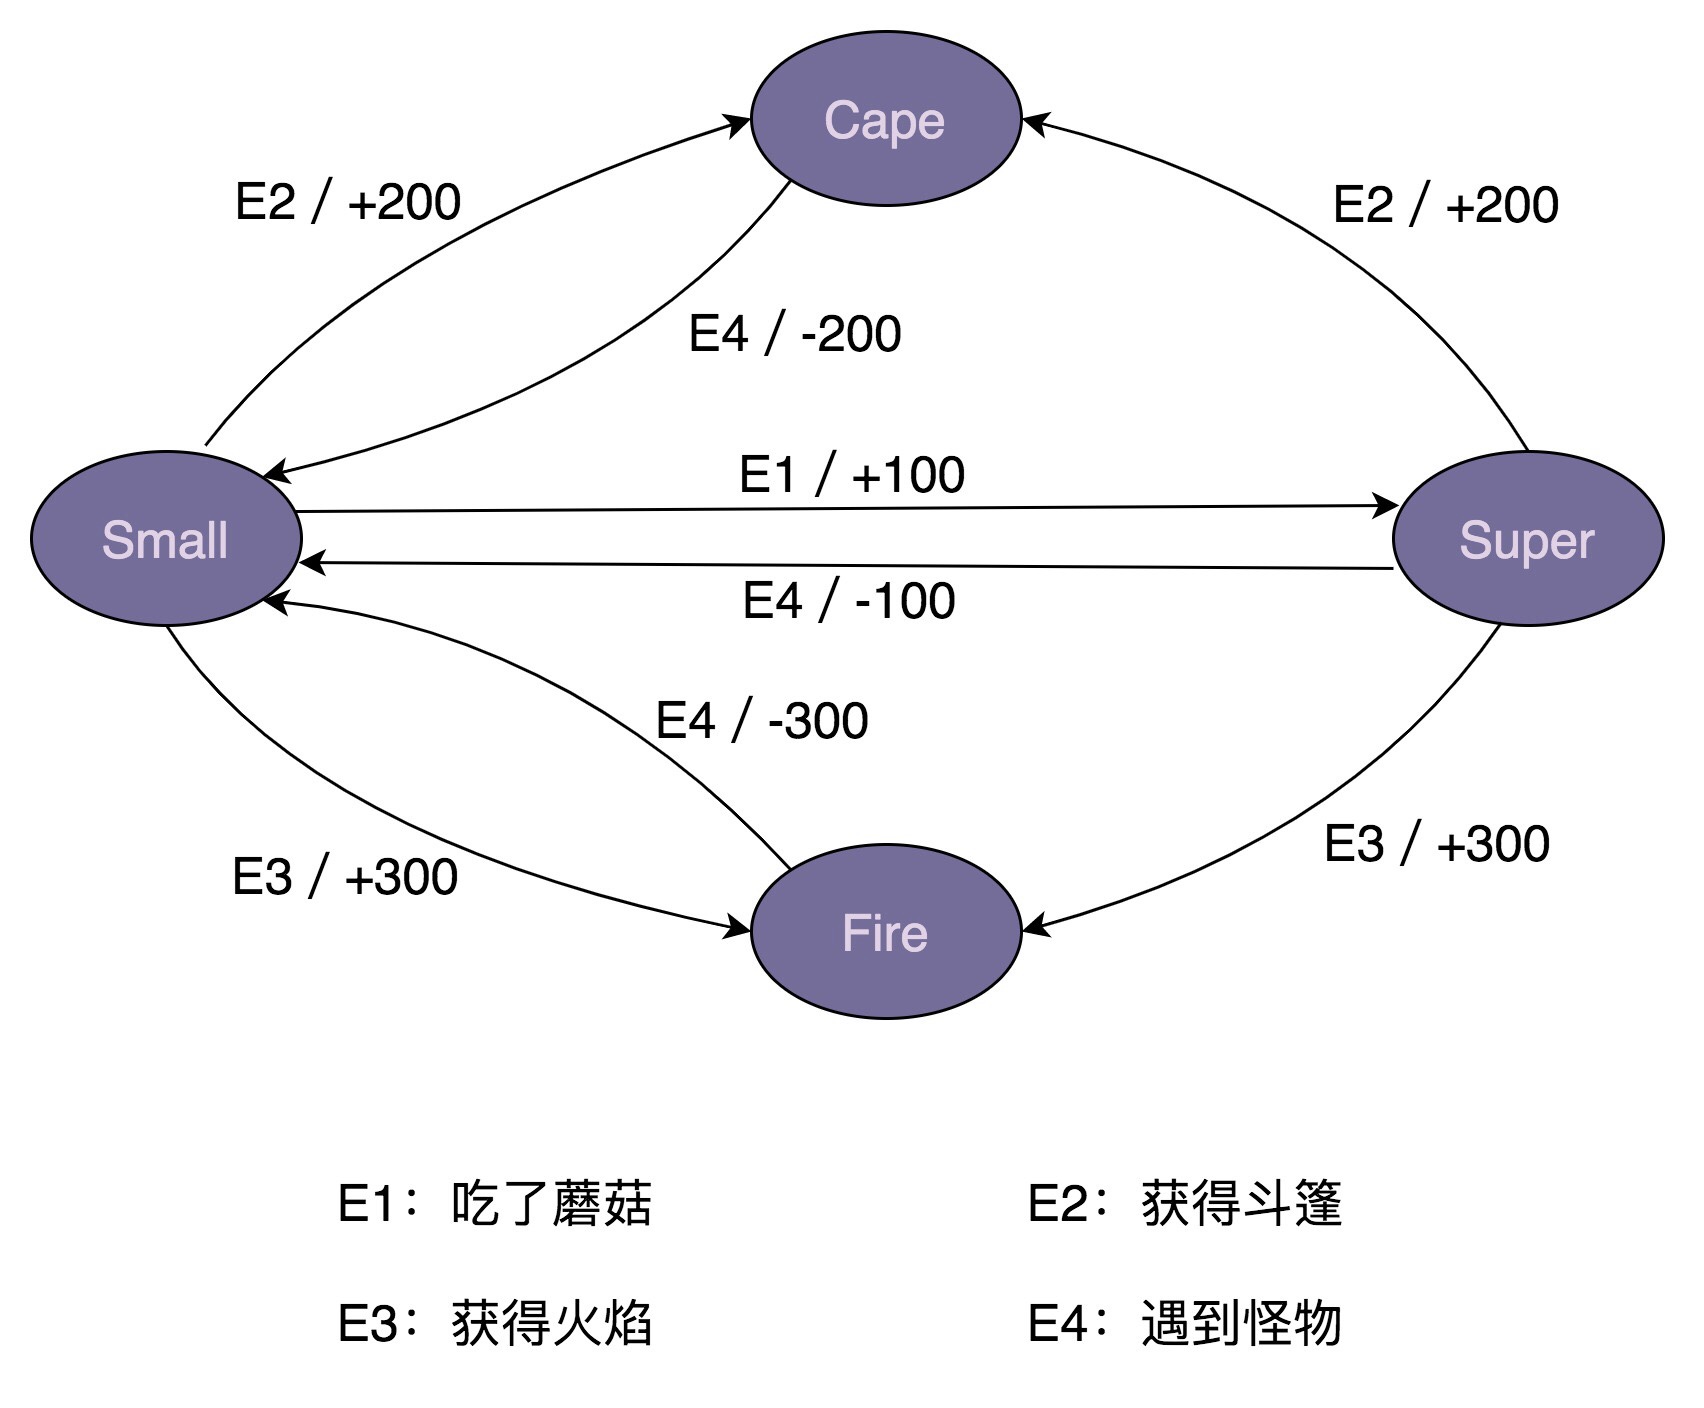 Cape
E2 / +200
E2 / +200
E4 / -200
E1 / +100
Small
Super
E4 / -100
E4 / -300
E3 / +300
E3 / +300
Fire
E1：吃了蘑菇
E2：获得斗篷
E3：获得火焰
E4：遇到怪物